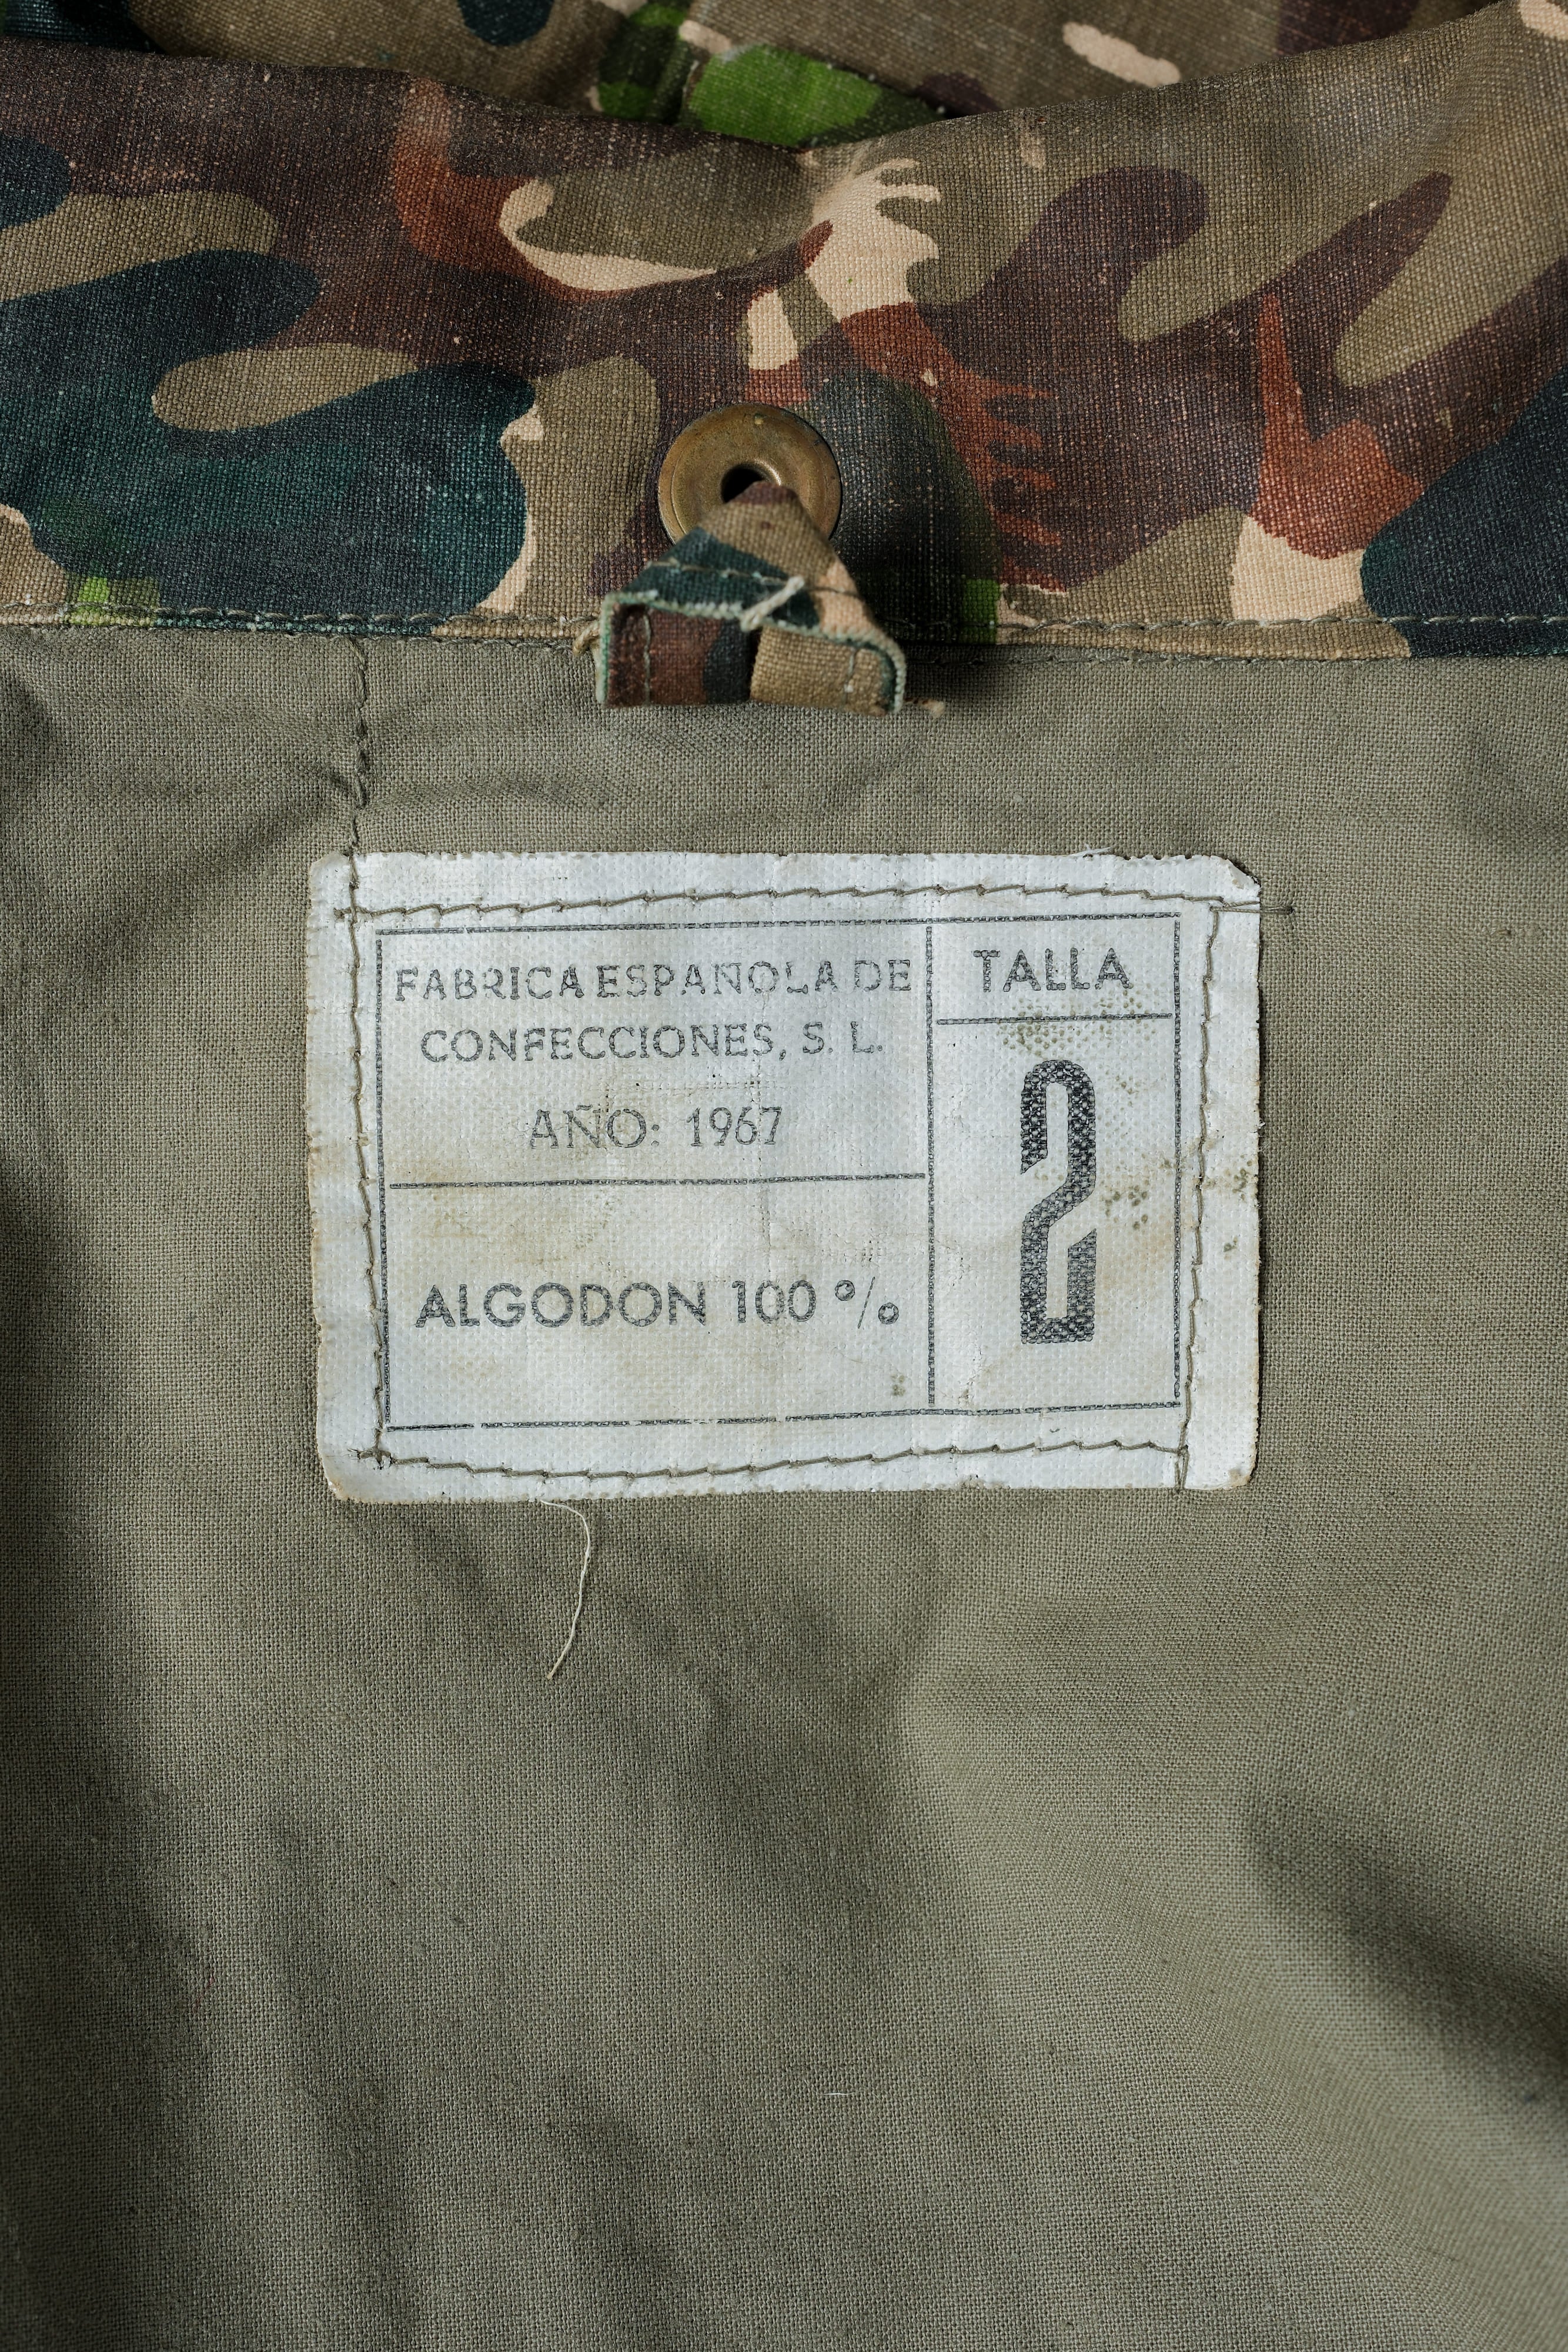 FABRICA ESPAÑOLA DE
CONFECCIONES, S. L.
AÑO: 1967
ALGODON 100 %
TALLA
2